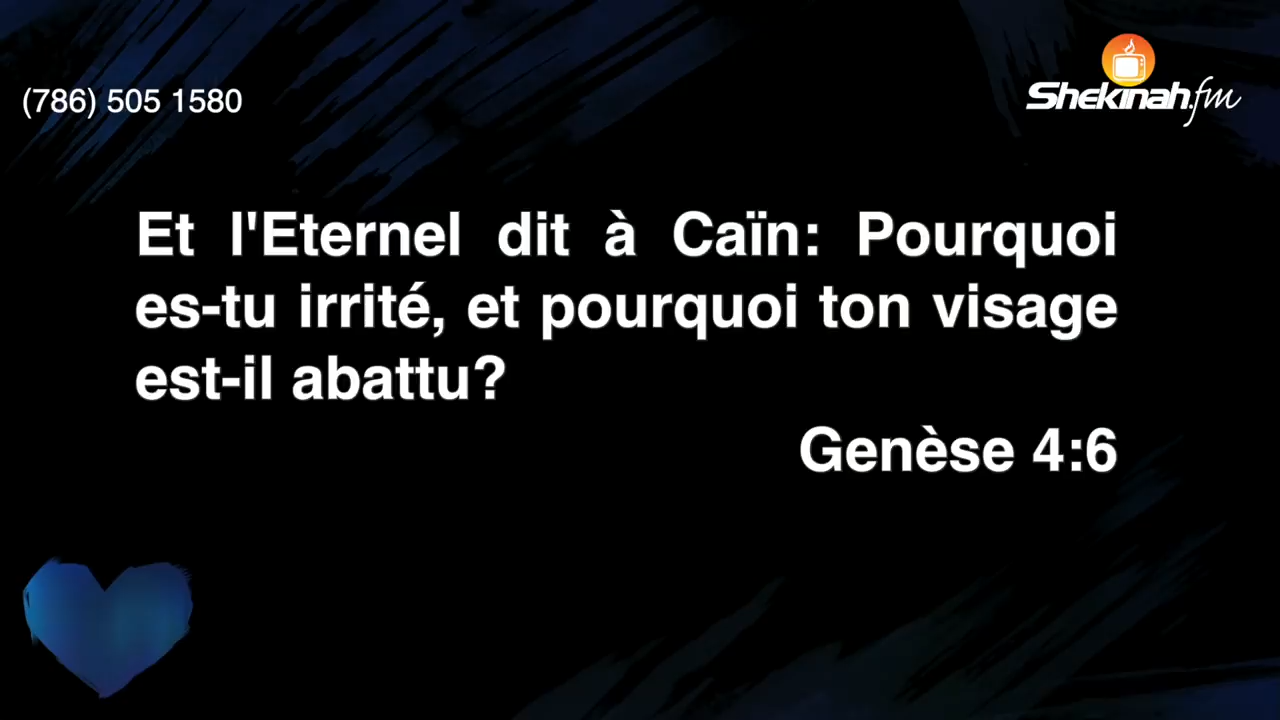 (786) 505 1580
Shekinah.fm
Et l'Eternel dit à Caïn: Pourquoi
es-tu irrité, et pourquoi ton visage
est-il abattu?
Genèse 4:6